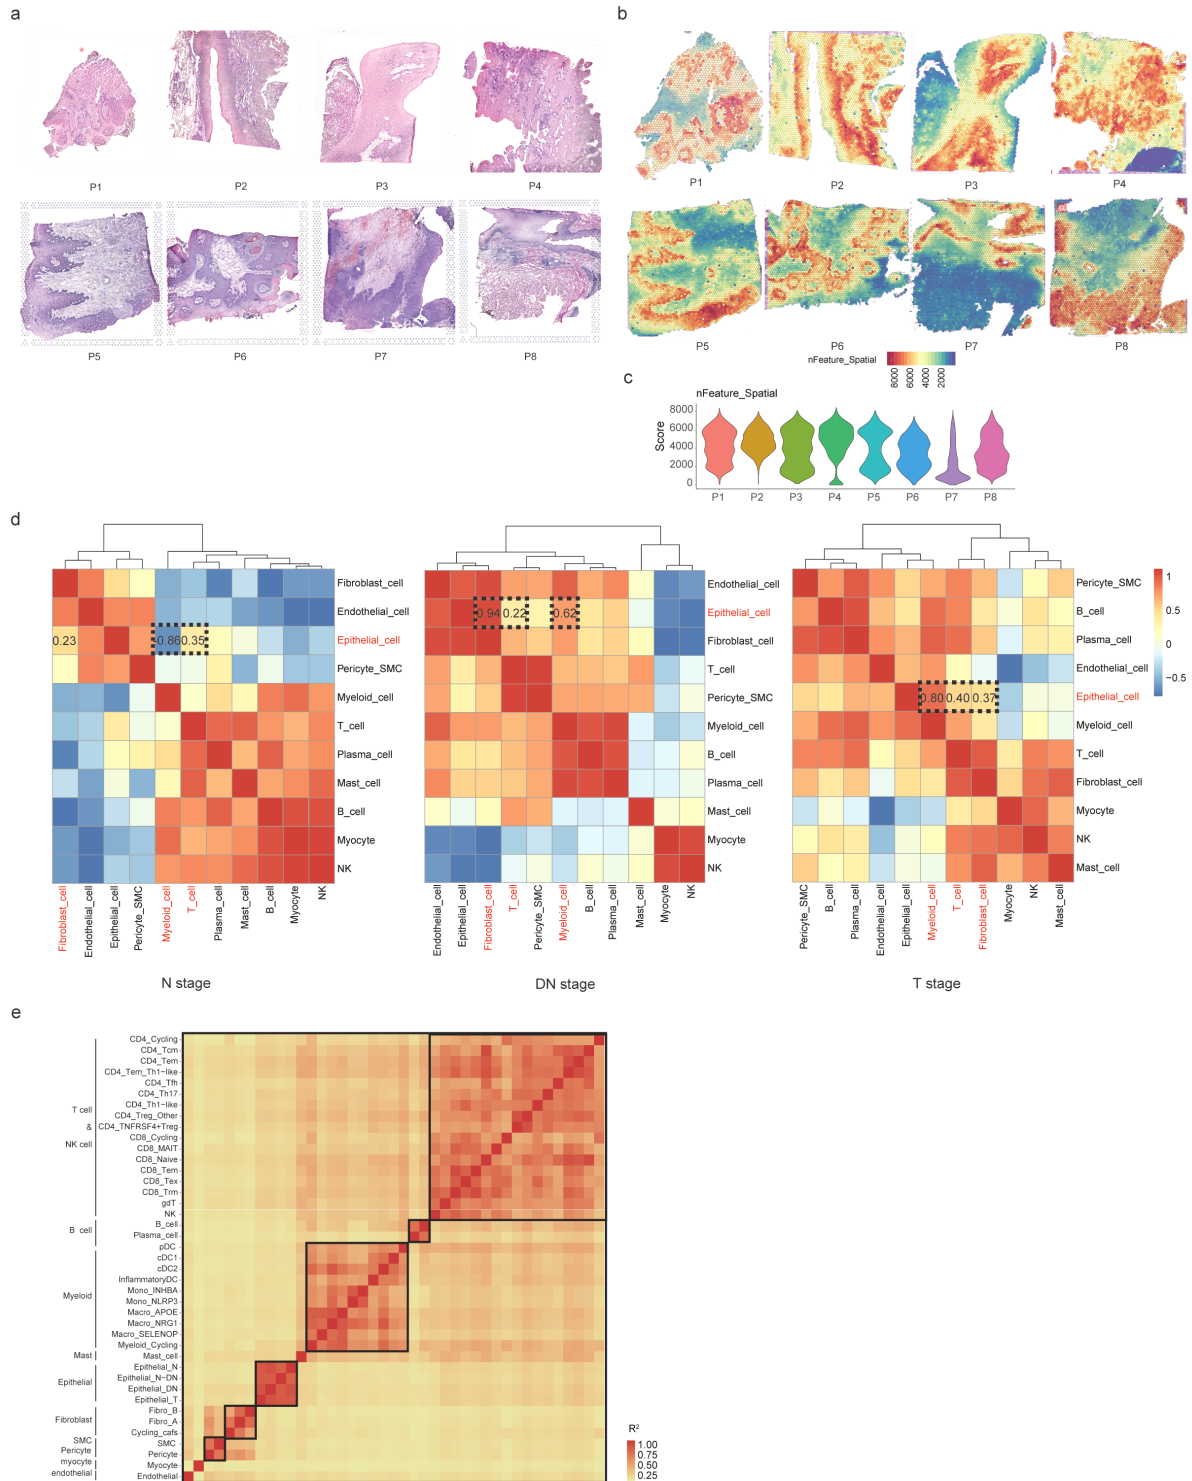 a
P1
P2
P3
P4
P5
P6
P7
P8
b
P1
P2
P3
P4
P5
P6
P7
P8
nFeature_Spatial
8000
6000
4000
2000
c
nFeature_Spatial
Score
8000
6000
4000
2000
0
P1
P2
P3
P4
P5
P6
P7
P8
d
Fibroblast_cell
Endothelial_cell
0.23
-0.86
0.35
Epithelial_cell
Pericyte_SMC
Myeloid_cell
T_cell
Plasma_cell
Mast_cell
B_cell
Myocyte
NK
Fibroblast_cell
Endothelial_cell
Epithelial_cell
Pericyte_SMC
Myeloid_cell
T_cell
Plasma_cell
Mast_cell
B_cell
Myocyte
NK
N stage
Endothelial_cell
0.94
0.22
0.62
Epithelial_cell
Fibroblast_cell
T_cell
Pericyte_SMC
Myeloid_cell
B_cell
Plasma_cell
Mast_cell
Myocyte
NK
Endothelial_cell
Epithelial_cell
Fibroblast_cell
T_cell
Pericyte_SMC
Myeloid_cell
B_cell
Plasma_cell
Mast_cell
Myocyte
NK
DN stage
Pericyte_SMC
B_cell
Plasma_cell
Endothelial_cell
0.80
0.40
0.37
Epithelial_cell
Myeloid_cell
T_cell
Fibroblast_cell
Myocyte
NK
Mast_cell
Pericyte_SMC
B_cell
Plasma_cell
Endothelial_cell
Epithelial_cell
Myeloid_cell
T_cell
Fibroblast_cell
Myocyte
NK
Mast_cell
T stage
1
0.5
0
−0.5
e
T cell
&
NK cell
CD4_Cycling
CD4_Tcm
CD4_Tem
CD4_Tem_Th1−like
CD4_Tfh
CD4_Th17
CD4_Th1−like
CD4_Treg_Other
CD4_TNFRSF4+Treg
CD8_Cycling
CD8_MAIT
CD8_Naive
CD8_Tem
CD8_Tex
CD8_Trm
gdT
NK
B cell
B_cell
Plasma_cell
Myeloid
pDC
cDC1
cDC2
InflammatoryDC
Mono_INHBA
Mono_NLRP3
Macro_APOE
Macro_NRG1
Macro_SELENOP
Myeloid_Cycling
Mast
Mast_cell
Epithelial
Epithelial_N
Epithelial_N−DN
Epithelial_DN
Epithelial_T
Fibroblast
Fibro_B
Fibro_A
Cycling_cafs
SMC
Pericyte
SMC
Pericyte
myocyte
Myocyte
endothelial
Endothelial
R²
1.00
0.75
0.50
0.25